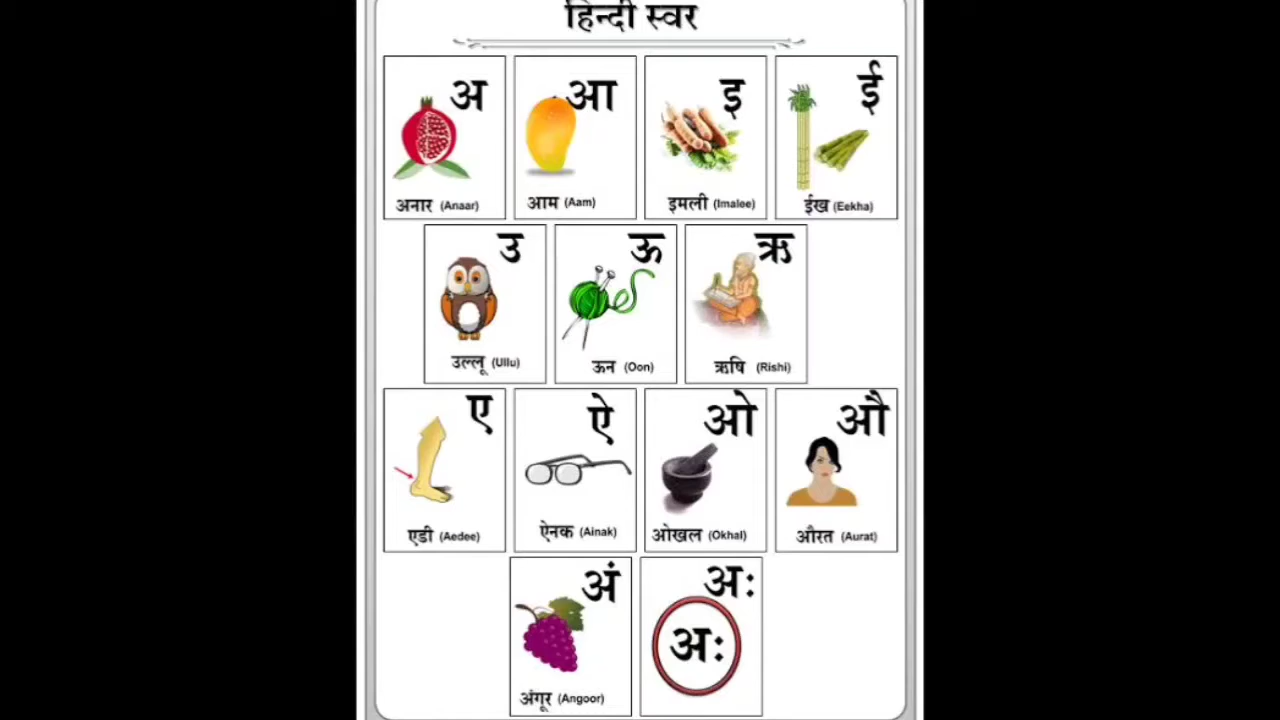 हिन्दी स्वर
अ
अनार (Anaar)
आ
आम (Aam)
इ
इमली (Imalee)
ई
ईख (Eekha)
उ
उल्लू (Ullu)
ऊ
ऊन (Oon)
ऋ
ऋषि (Rishi)
ए
एडी (Aedee)
ऐ
ऐनक (Ainak)
ओ
ओखल (Okhal)
औ
औरत (Aurat)
अं
अंगूर (Angoor)
अः
अः